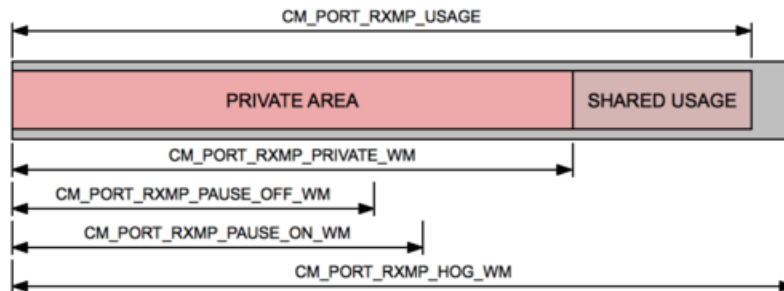 CM_PORT_RXMP_USAGE
PRIVATE AREA
SHARED USAGE
CM_PORT_RXMP_PRIVATE_WM
CM_PORT_RXMP_PAUSE_OFF_WM
CM_PORT_RXMP_PAUSE_ON_WM
CM_PORT_RXMP_HOG_WM